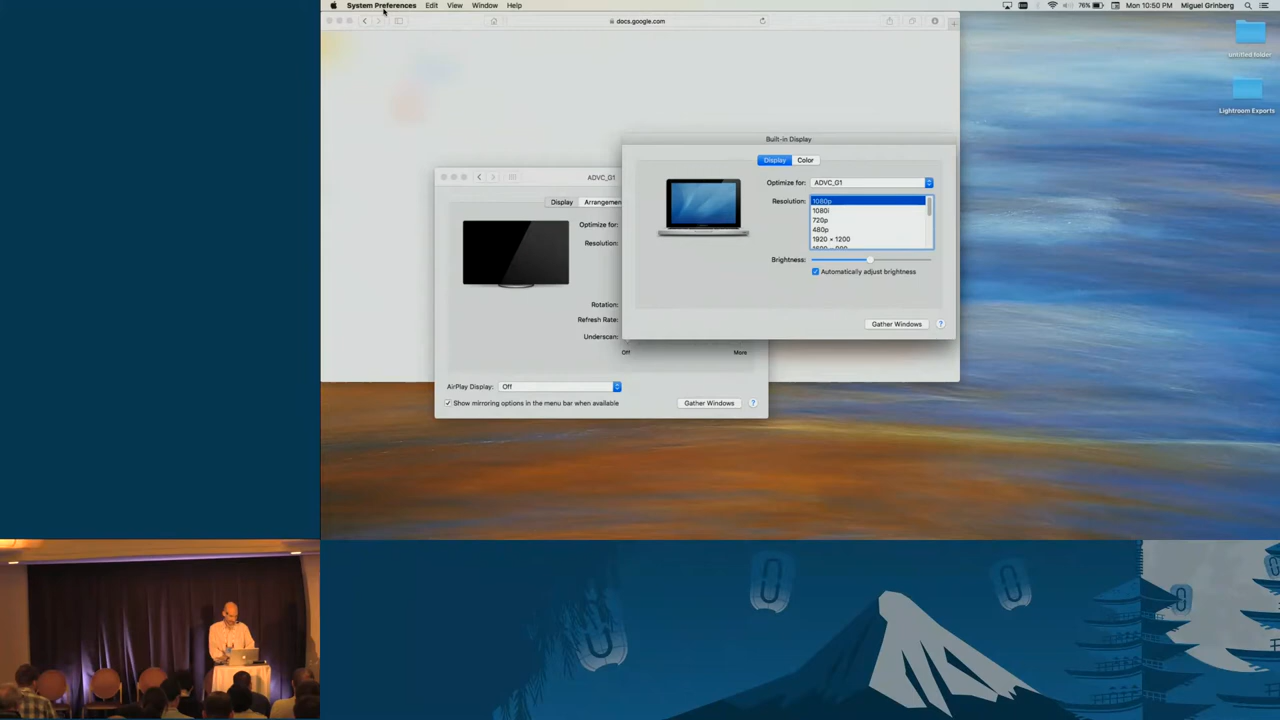 System Preferences Edit View Window Help
76% Mon 10:50 PM Miguel Grinberg
docs.google.com
untitled folder
Lightroom Exports
Built-in Display
Display Color
Optimize for: ADVC_G1
Resolution: 1080p
1080i
720p
480p
1920 × 1200
Brightness:
Automatically adjust brightness
Gather Windows ?
ADVC_G1
Display Arrangemen
Optimize for:
Resolution:
Rotation:
Refresh Rate:
Underscan:
Off More
AirPlay Display: Off
Show mirroring options in the menu bar when available
Gather Windows ?